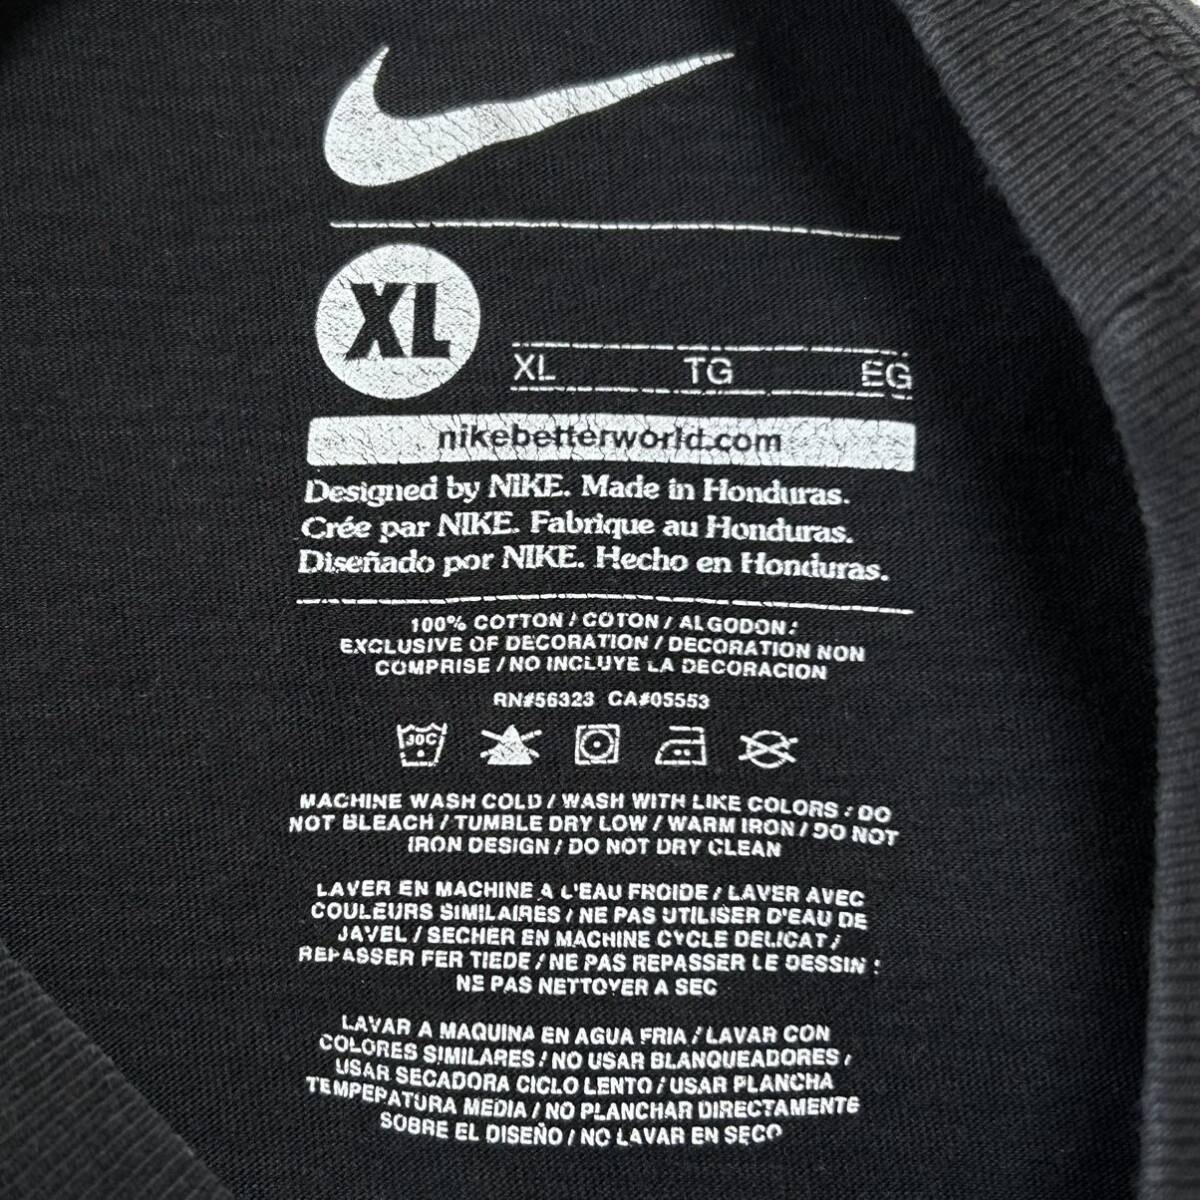 XL
XL TG EG
nikebetterworld.com
Designed by NIKE. Made in Honduras.
Crée par NIKE. Fabrique au Honduras.
Diseñado por NIKE. Hecho en Honduras.
100% COTTON / COTON / ALGODON:
EXCLUSIVE OF DECORATION / DECORATION NON
COMPRISE / NO INCLUYE LA DECORACION
RN#56323 CA#05553
30C
MACHINE WASH COLD / WASH WITH LIKE COLORS / DO
NOT BLEACH / TUMBLE DRY LOW / WARM IRON / DO NOT
IRON DESIGN / DO NOT DRY CLEAN
LAVER EN MACHINE A L'EAU FROIDE / LAVER AVEC
COULEURS SIMILAIRES / NE PAS UTILISER D'EAU DE
JAVEL / SECHER EN MACHINE CYCLE DELICAT /
REPASSER FER TIEDE / NE PAS REPASSER LE DESSIN /
NE PAS NETTOYER A SEC
LAVAR A MAQUINA EN AGUA FRIA / LAVAR CON
COLORES SIMILARES / NO USAR BLANQUEADORES /
USAR SECADORA CICLO LENTO / USAR PLANCHA
TEMPERATURA MEDIA / NO PLANCHAR DIRECTAMENTE
SOBRE EL DISEÑO / NO LAVAR EN SECO